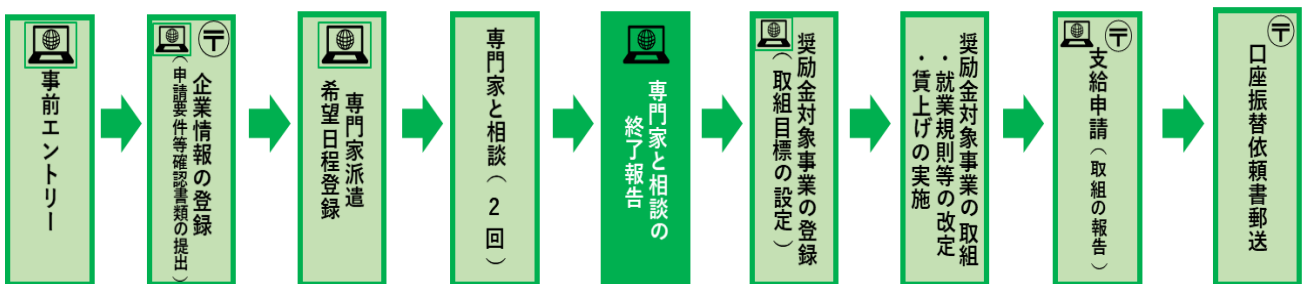 事前エントリー
〒
企業情報の登録
（申請要件等確認書類の提出）
専門家派遣
希望日程登録
専門家と相談（２回）
専門家と相談の
終了報告
奨励金対象事業の登録
（取組目標の設定）
奨励金対象事業の取組
・就業規則等の改定
・賃上げの実施
〒
支給申請（取組の報告）
〒
口座振替依頼書郵送